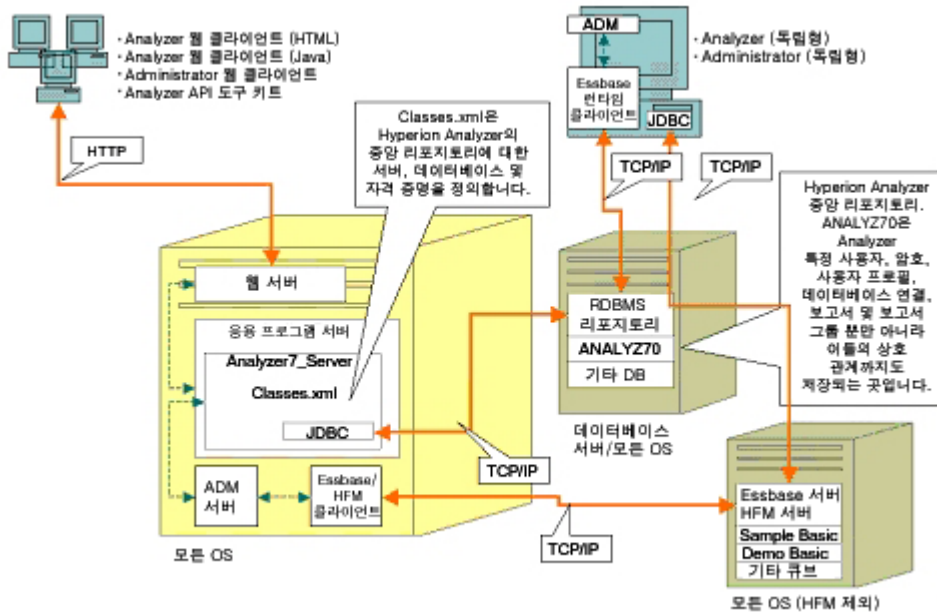 · Analyzer 웹 클라이언트 (HTML)
· Analyzer 웹 클라이언트 (Java)
· Administrator 웹 클라이언트
· Analyzer API 도구 키트
HTTP
Classes.xml은
Hyperion Analyzer의
중앙 리포지토리에 대한
서버, 데이터베이스 및
자격 증명을 정의합니다.
ADM
Essbase
런타임
클라이언트
JDBC
· Analyzer (독립형)
· Administrator (독립형)
TCP/IP
TCP/IP
Hyperion Analyzer
중앙 리포지토리.
ANALYZ70은
Analyzer
특정 사용자, 암호,
사용자 프로필,
데이터베이스 연결,
보고서 및 보고서
그룹 뿐만 아니라
이들의 상호
관계까지도
저장되는 곳입니다.
웹 서버
응용 프로그램 서버
Analyzer7_Server
Classes.xml
JDBC
ADM
서버
Essbase/
HFM
클라이언트
모든 OS
TCP/IP
TCP/IP
RDBMS
리포지토리
ANALYZ70
기타 DB
데이터베이스
서버/모든 OS
Essbase 서버
HFM 서버
Sample Basic
Demo Basic
기타 큐브
모든 OS (HFM 제외)